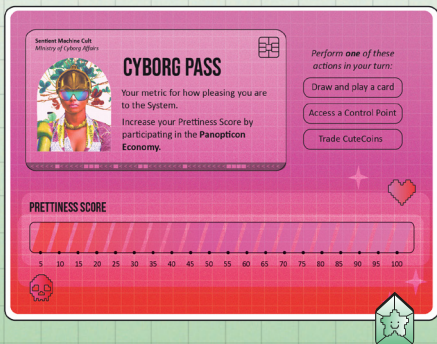 Sentient Machine Cult
Ministry of Cyborg Affairs
CYBORG PASS
Your metric for how pleasing you are
to the System.
Increase your Prettiness Score by
participating in the Panopticon
Economy.
Perform one of these
actions in your turn:
Draw and play a card
Access a Control Point
Trade CuteCoins
PRETTINESS SCORE
5 10 15 20 25 30 35 40 45 50 55 60 65 70 75 80 85 90 95 100